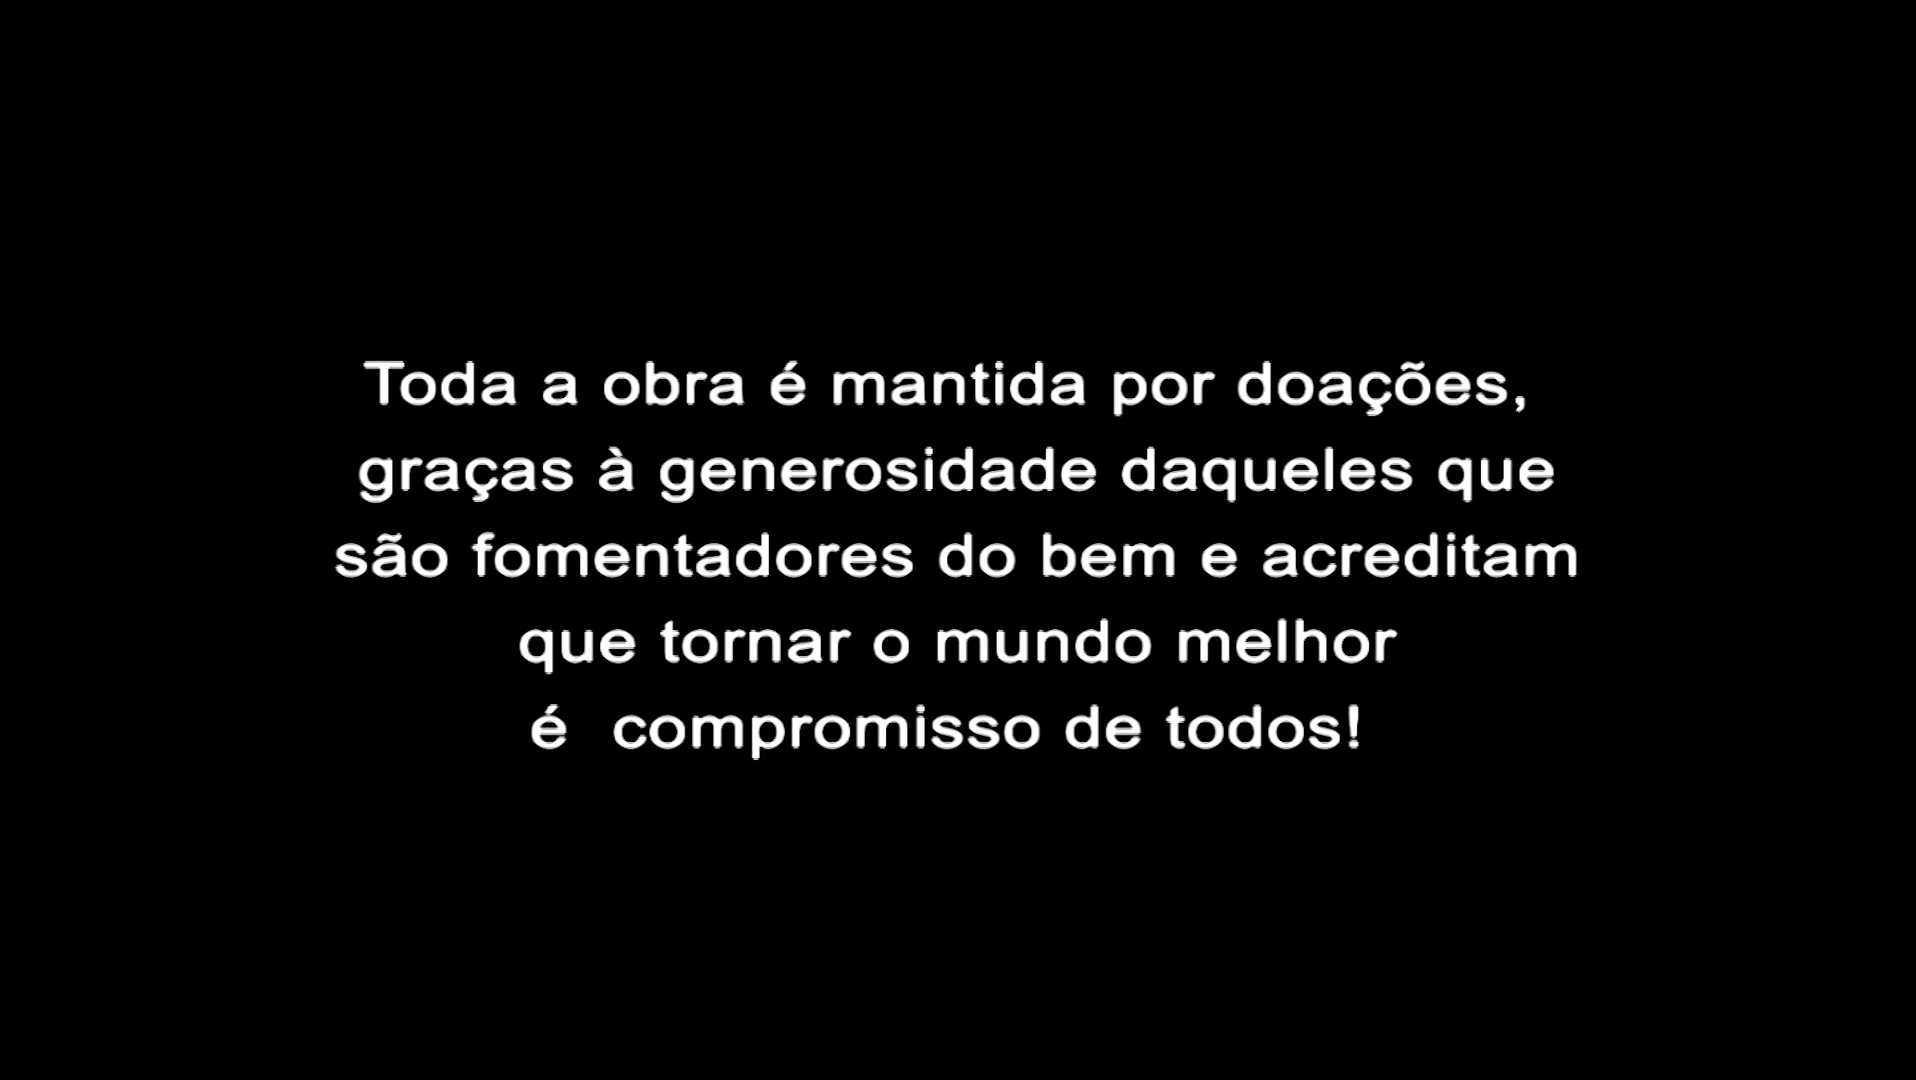 Toda a obra é mantida por doações,
graças à generosidade daqueles que
são fomentadores do bem e acreditam
que tornar o mundo melhor
é  compromisso de todos!